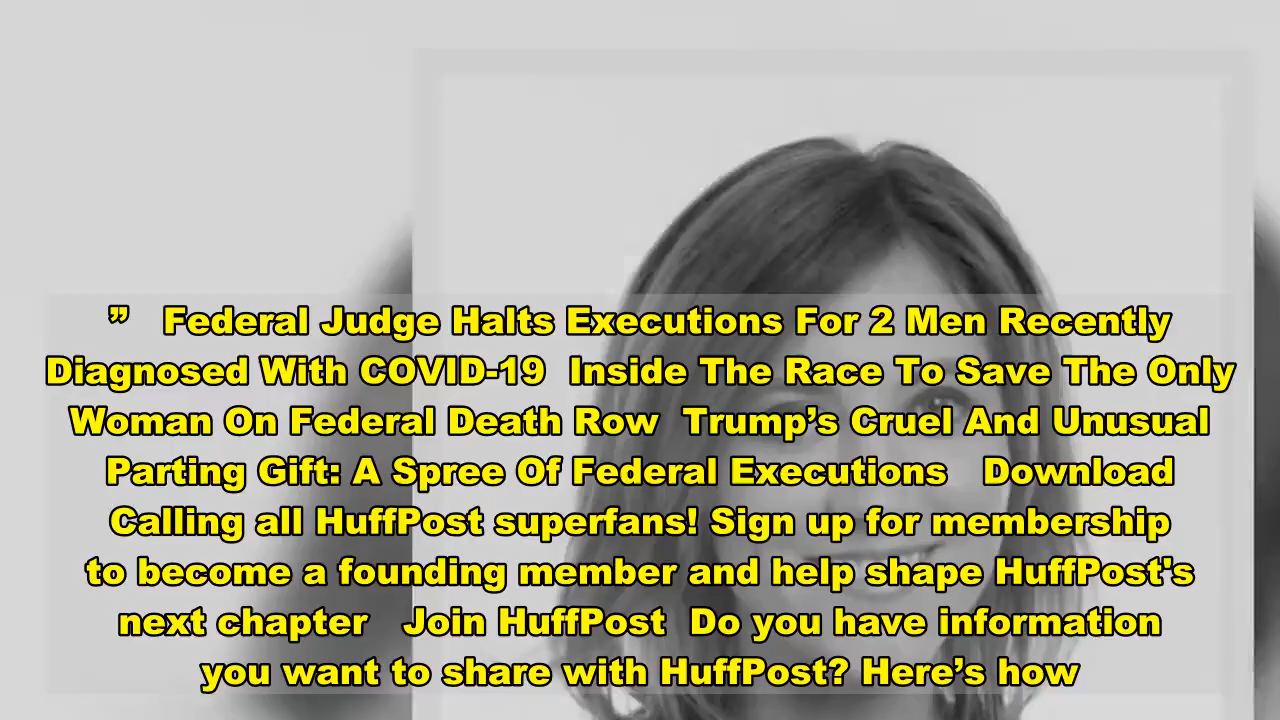 ” Federal Judge Halts Executions For 2 Men Recently
Diagnosed With COVID-19 Inside The Race To Save The Only
Woman On Federal Death Row Trump’s Cruel And Unusual
Parting Gift: A Spree Of Federal Executions Download
Calling all HuffPost superfans! Sign up for membership
to become a founding member and help shape HuffPost's
next chapter Join HuffPost Do you have information
you want to share with HuffPost? Here’s how